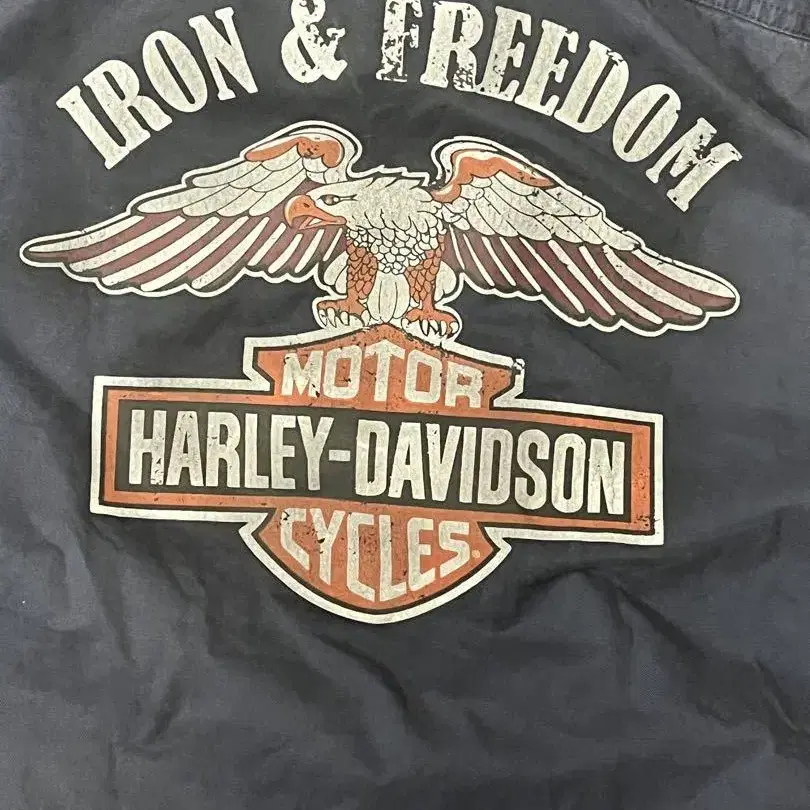 IRON & FREEDOM
MOTOR
HARLEY-DAVIDSON
CYCLES®